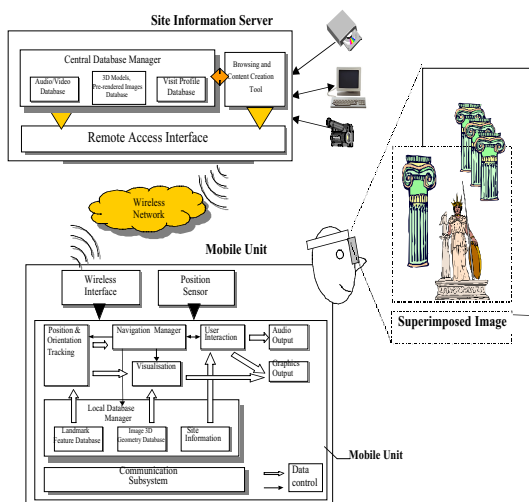 Site Information Server
Central Database Manager
Audio/Video
Database
3D Models,
Pre-rendered Images
Database
Visit Profile
Database
Browsing and
Content Creation
Tool
Remote Access Interface
Wireless
Network
Mobile Unit
Wireless
Interface
Position
Sensor
Position &
Orientation
Tracking
Navigation Manager
User
Interaction
Audio
Output
Visualisation
Graphics
Output
Local Database
Manager
Landmark
Feature Database
Image 3D
Geometry Database
Site
Information
Communication
Subsystem
Data
control
Mobile Unit
Superimposed Image